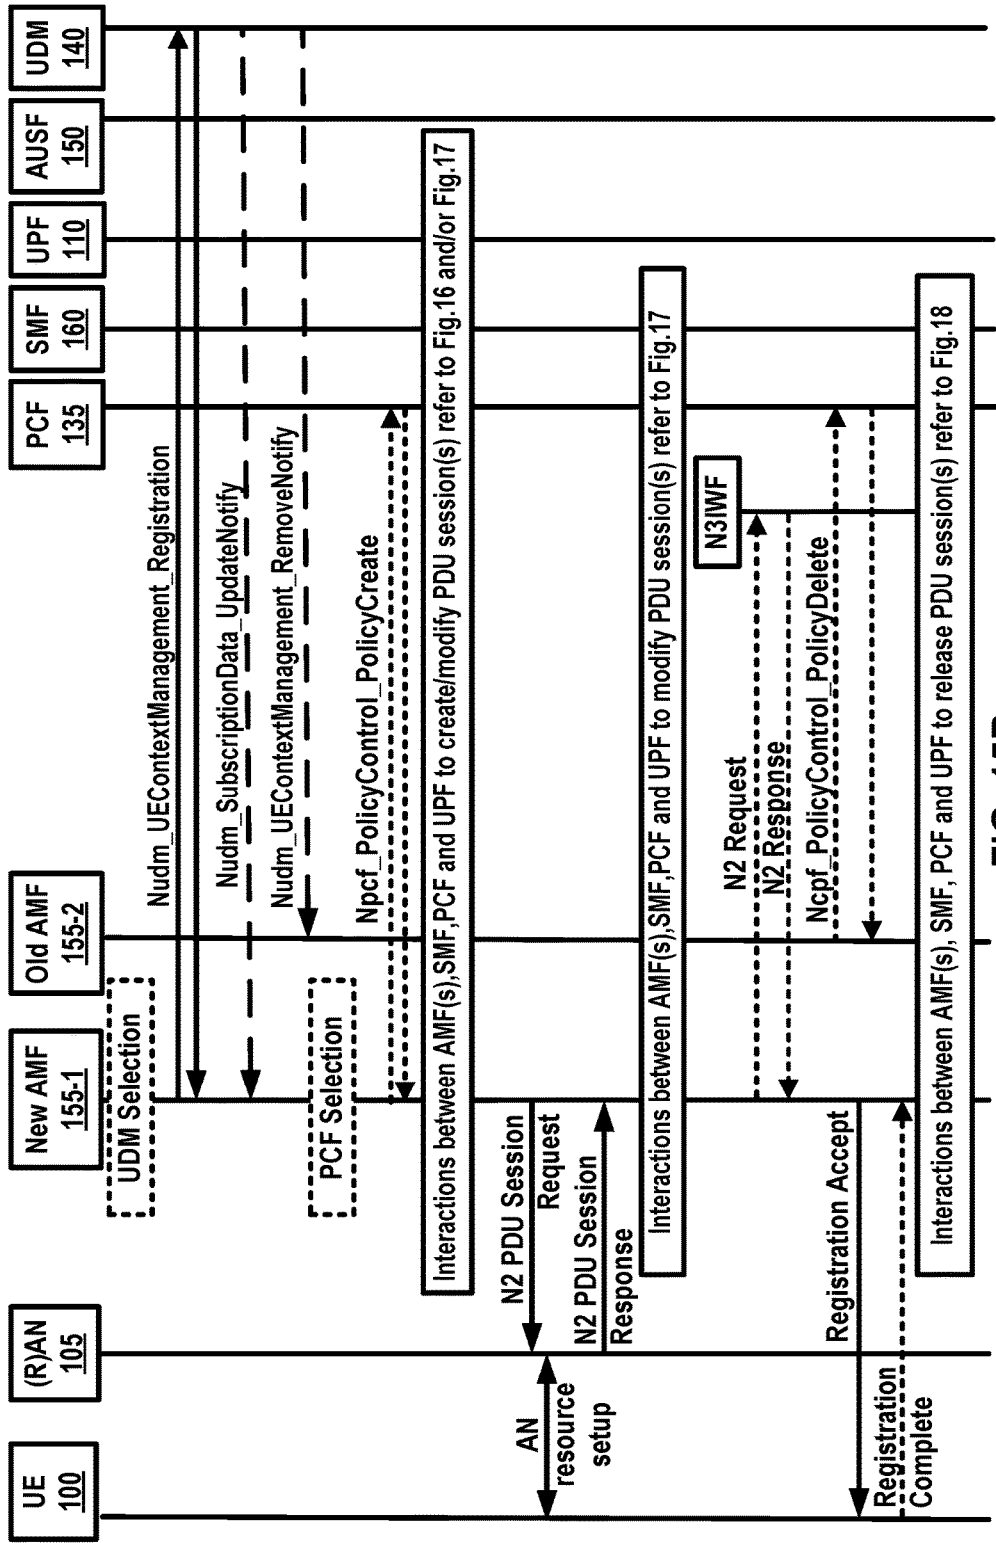 UE
100
(R)AN
105
New AMF
155-1
Old AMF
155-2
PCF
135
SMF
160
UPF
110
AUSF
150
UDM
140
UDM Selection
Nudm_UEContextManagement_Registration
Nudm_SubscriptionData_UpdateNotify
Nudm_UEContextManagement_RemoveNotify
PCF Selection
Npcf_PolicyControl_PolicyCreate
Interactions between AMF(s),SMF,PCF and UPF to create/modify PDU session(s) refer to Fig.16 and/or Fig.17
N2 PDU Session
Request
AN
resource
setup
N2 PDU Session
Response
Interactions between AMF(s),SMF,PCF and UPF to modify PDU session(s) refer to Fig.17
N3IWF
N2 Request
N2 Response
Ncpf_PolicyControl_PolicyDelete
Registration Accept
Registration
Complete
Interactions between AMF(s), SMF, PCF and UPF to release PDU session(s) refer to Fig.18